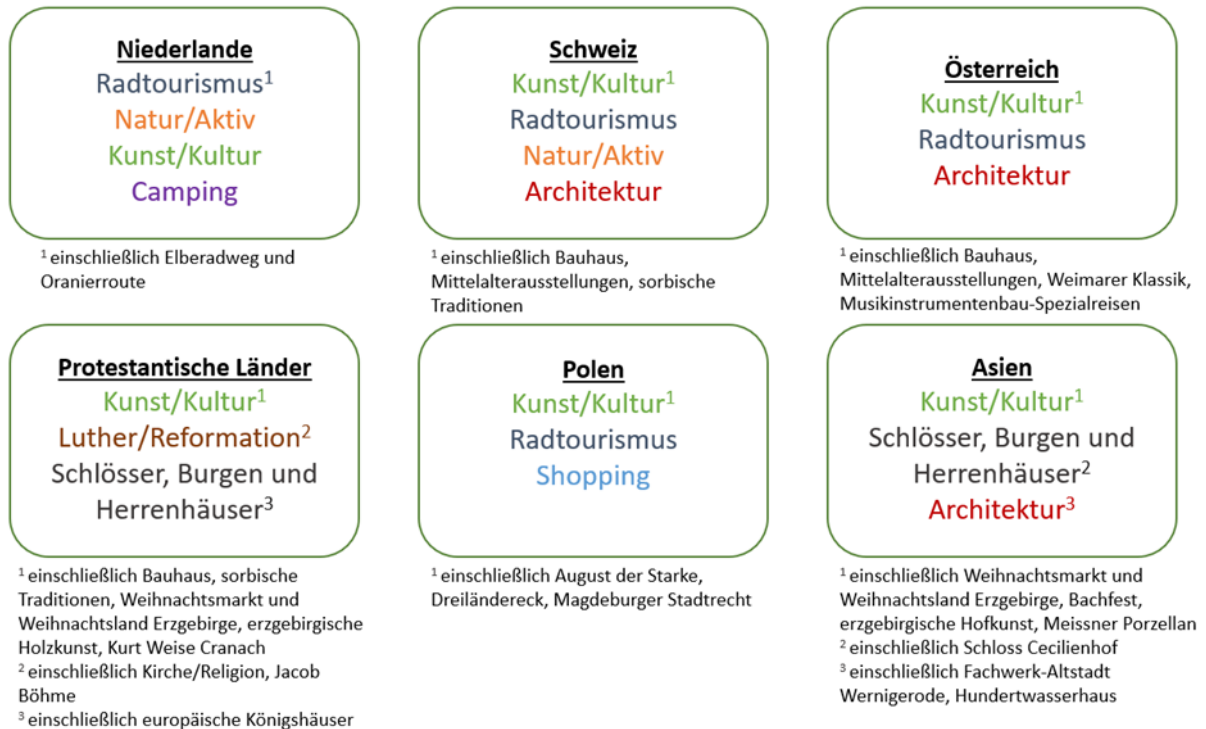 Niederlande
Radtourismus¹
Natur/Aktiv
Kunst/Kultur
Camping
¹ einschließlich Elberadweg und
Oranierroute
Schweiz
Kunst/Kultur¹
Radtourismus
Natur/Aktiv
Architektur
¹ einschließlich Bauhaus,
Mittelalterausstellungen, sorbische
Traditionen
Österreich
Kunst/Kultur¹
Radtourismus
Architektur
¹ einschließlich Bauhaus,
Mittelalterausstellungen, Weimarer Klassik,
Musikinstrumentenbau-Spezialreisen
Protestantische Länder
Kunst/Kultur¹
Luther/Reformation²
Schlösser, Burgen und
Herrenhäuser³
¹ einschließlich Bauhaus, sorbische
Traditionen, Weihnachtsmarkt und
Weihnachtsland Erzgebirge, erzgebirgische
Holzkunst, Kurt Weise Cranach
² einschließlich Kirche/Religion, Jacob
Böhme
³ einschließlich europäische Königshäuser
Polen
Kunst/Kultur¹
Radtourismus
Shopping
¹ einschließlich August der Starke,
Dreiländereck, Magdeburger Stadtrecht
Asien
Kunst/Kultur¹
Schlösser, Burgen und
Herrenhäuser²
Architektur³
¹ einschließlich Weihnachtsmarkt und
Weihnachtsland Erzgebirge, Bachfest,
erzgebirgische Hofkunst, Meissner Porzellan
² einschließlich Schloss Cecilienhof
³ einschließlich Fachwerk-Altstadt
Wernigerode, Hundertwasserhaus